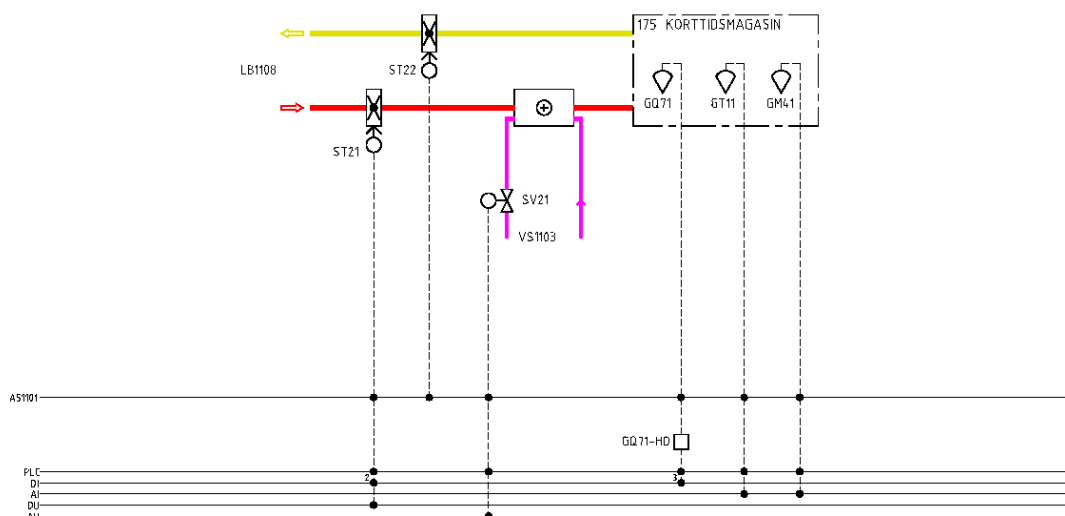 175 KORTTIDSMAGASIN
LB1108
ST22
GQ71
GT11
GM41
ST21
SV21
VS1103
AS1101
GQ71-HD
PLC
2
3
DI
AI
DU